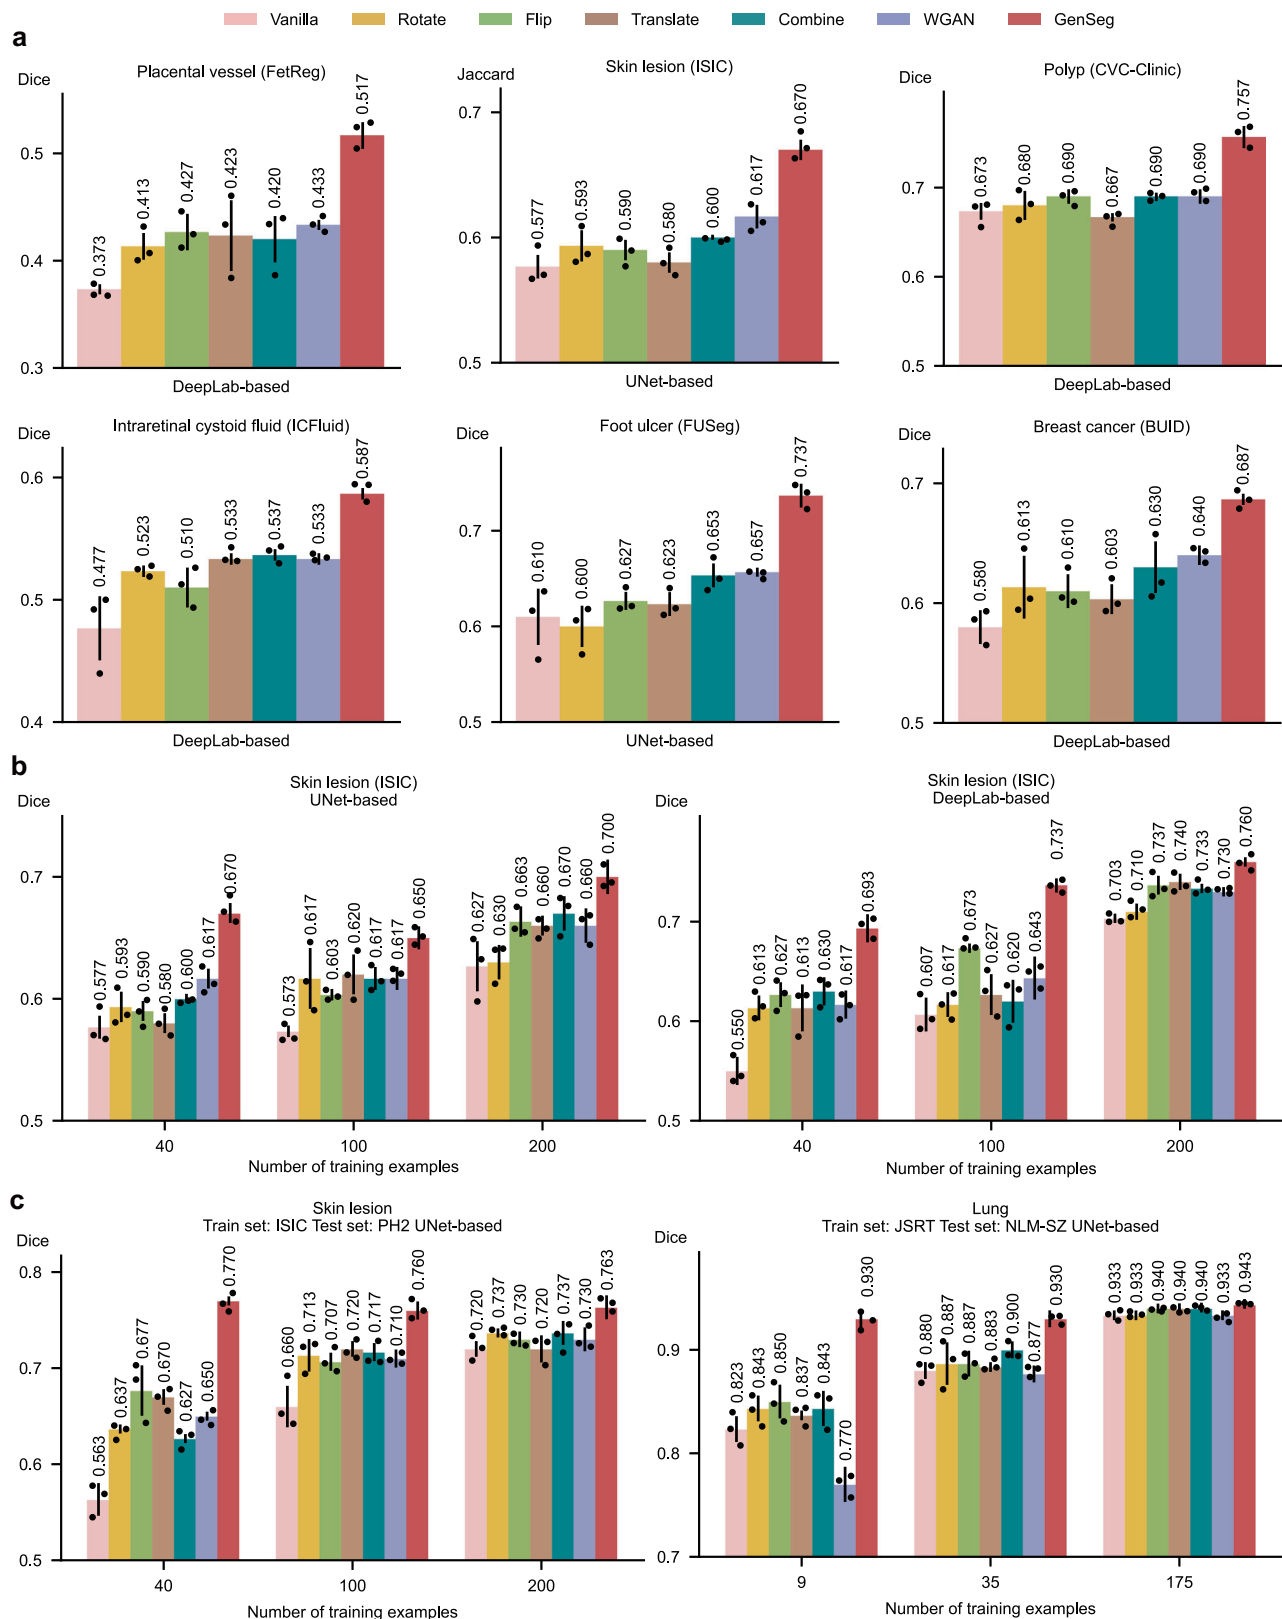 Vanilla Rotate Flip Translate Combine WGAN GenSeg
a
Dice Placental vessel (FetReg)
0.5
0.4
0.3
0.373 0.413 0.427 0.423 0.420 0.433 0.517
DeepLab-based
Jaccard Skin lesion (ISIC)
0.7
0.6
0.5
0.577 0.593 0.590 0.580 0.600 0.617 0.670
UNet-based
Dice Polyp (CVC-Clinic)
0.7
0.6
0.5
0.673 0.680 0.690 0.667 0.690 0.690 0.757
DeepLab-based
Dice Intraretinal cystoid fluid (ICFluid)
0.6
0.5
0.4
0.477 0.523 0.510 0.533 0.537 0.533 0.587
DeepLab-based
Dice Foot ulcer (FUSeg)
0.7
0.6
0.5
0.610 0.600 0.627 0.623 0.653 0.657 0.737
UNet-based
Dice Breast cancer (BUID)
0.7
0.6
0.5
0.580 0.613 0.610 0.603 0.630 0.640 0.687
DeepLab-based
b
Skin lesion (ISIC)
UNet-based
Dice
0.7
0.6
0.5
0.577 0.593 0.590 0.580 0.600 0.617 0.670
0.573 0.617 0.603 0.620 0.617 0.617 0.650
0.627 0.630 0.663 0.660 0.670 0.660 0.700
40 100 200
Number of training examples
Skin lesion (ISIC)
DeepLab-based
Dice
0.7
0.6
0.5
0.550 0.613 0.627 0.613 0.630 0.617 0.693
0.607 0.617 0.673 0.627 0.620 0.643 0.737
0.703 0.710 0.737 0.740 0.733 0.730 0.760
40 100 200
Number of training examples
c
Skin lesion
Train set: ISIC Test set: PH2 UNet-based
Dice
0.8
0.7
0.6
0.5
0.563 0.637 0.677 0.670 0.627 0.650 0.770
0.660 0.713 0.707 0.720 0.717 0.710 0.760
0.720 0.737 0.730 0.720 0.737 0.730 0.763
40 100 200
Number of training examples
Lung
Train set: JSRT Test set: NLM-SZ UNet-based
Dice
0.9
0.8
0.7
0.823 0.843 0.850 0.837 0.843 0.770 0.930
0.880 0.887 0.887 0.883 0.900 0.877 0.930
0.933 0.933 0.940 0.940 0.940 0.933 0.943
9 35 175
Number of training examples